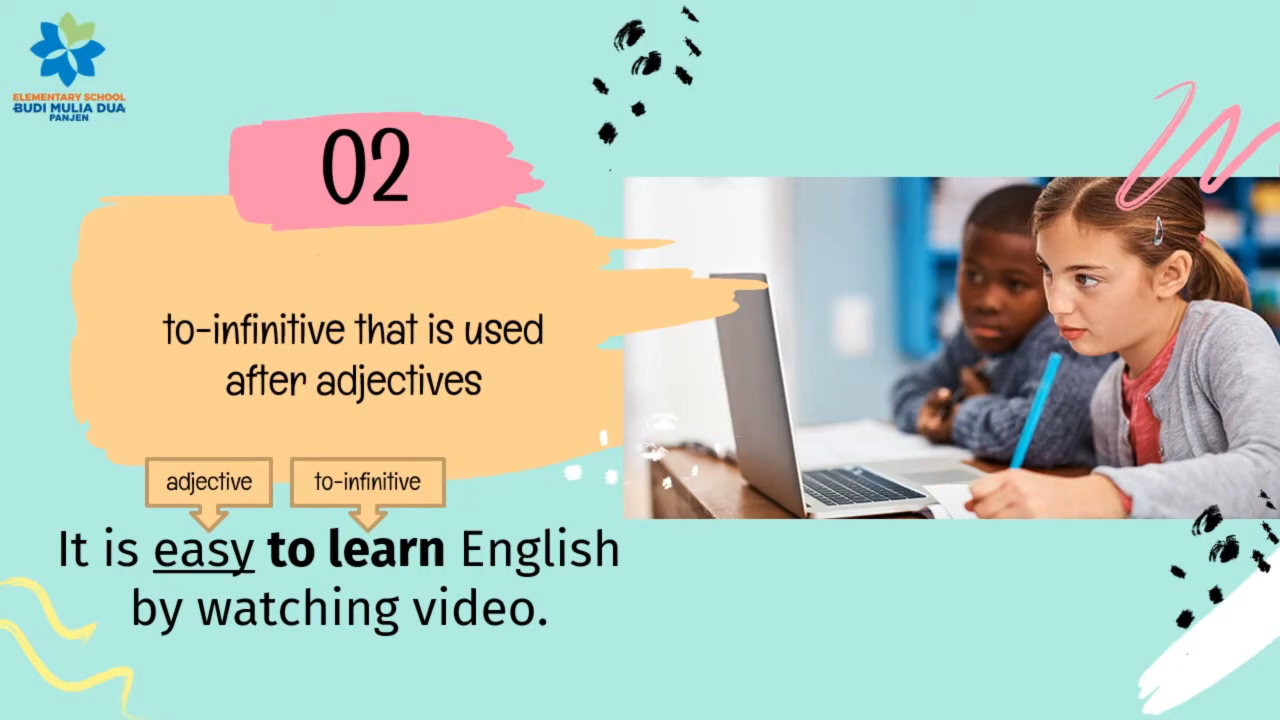 ELEMENTARY SCHOOL
BUDI MULIA DUA
PANJEN
02
to-infinitive that is used
after adjectives
adjective
to-infinitive
It is easy to learn English
by watching video.